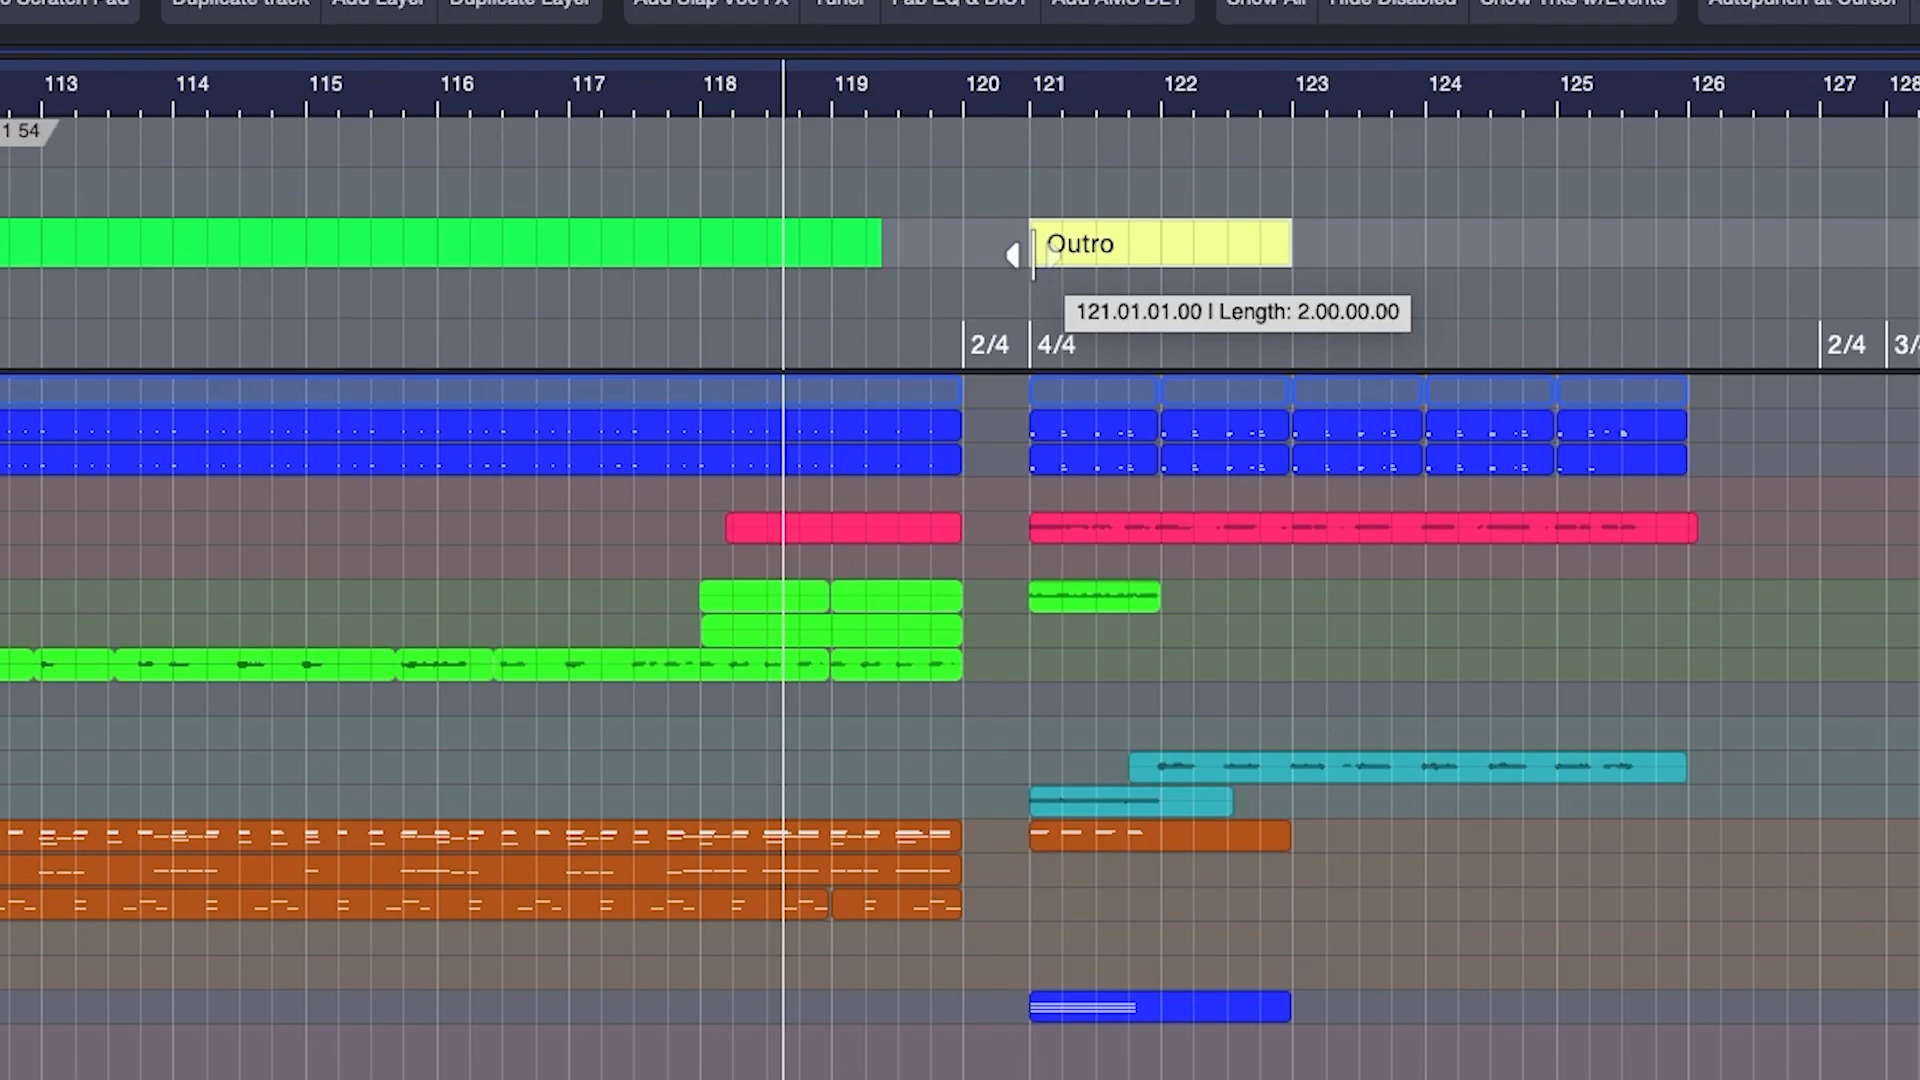 Scratch Pad Duplicate track Add Layer Duplicate Layer Add Slap Voc FX Tuner Fab EQ & DIST Add AMS DET Show All Hide Disabled Show Trks w/Events Autopunch at Cursor
113 114 115 116 117 118 119 120 121 122 123 124 125 126 127 128
1 54
Outro
121.01.01.00 | Length: 2.00.00.00
2/4 4/4 2/4 3/